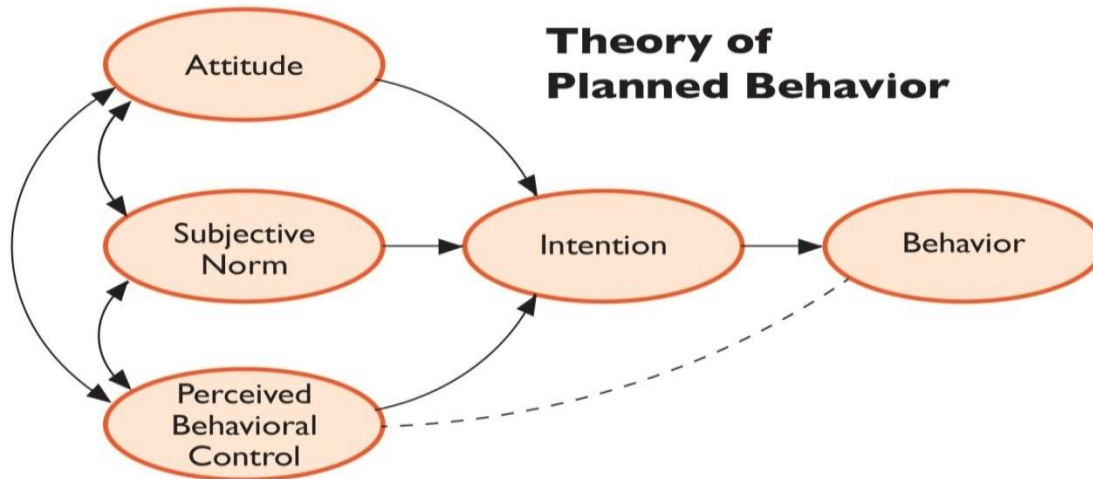 Theory of
Planned Behavior
Attitude
Subjective
Norm
Intention
Behavior
Perceived
Behavioral
Control